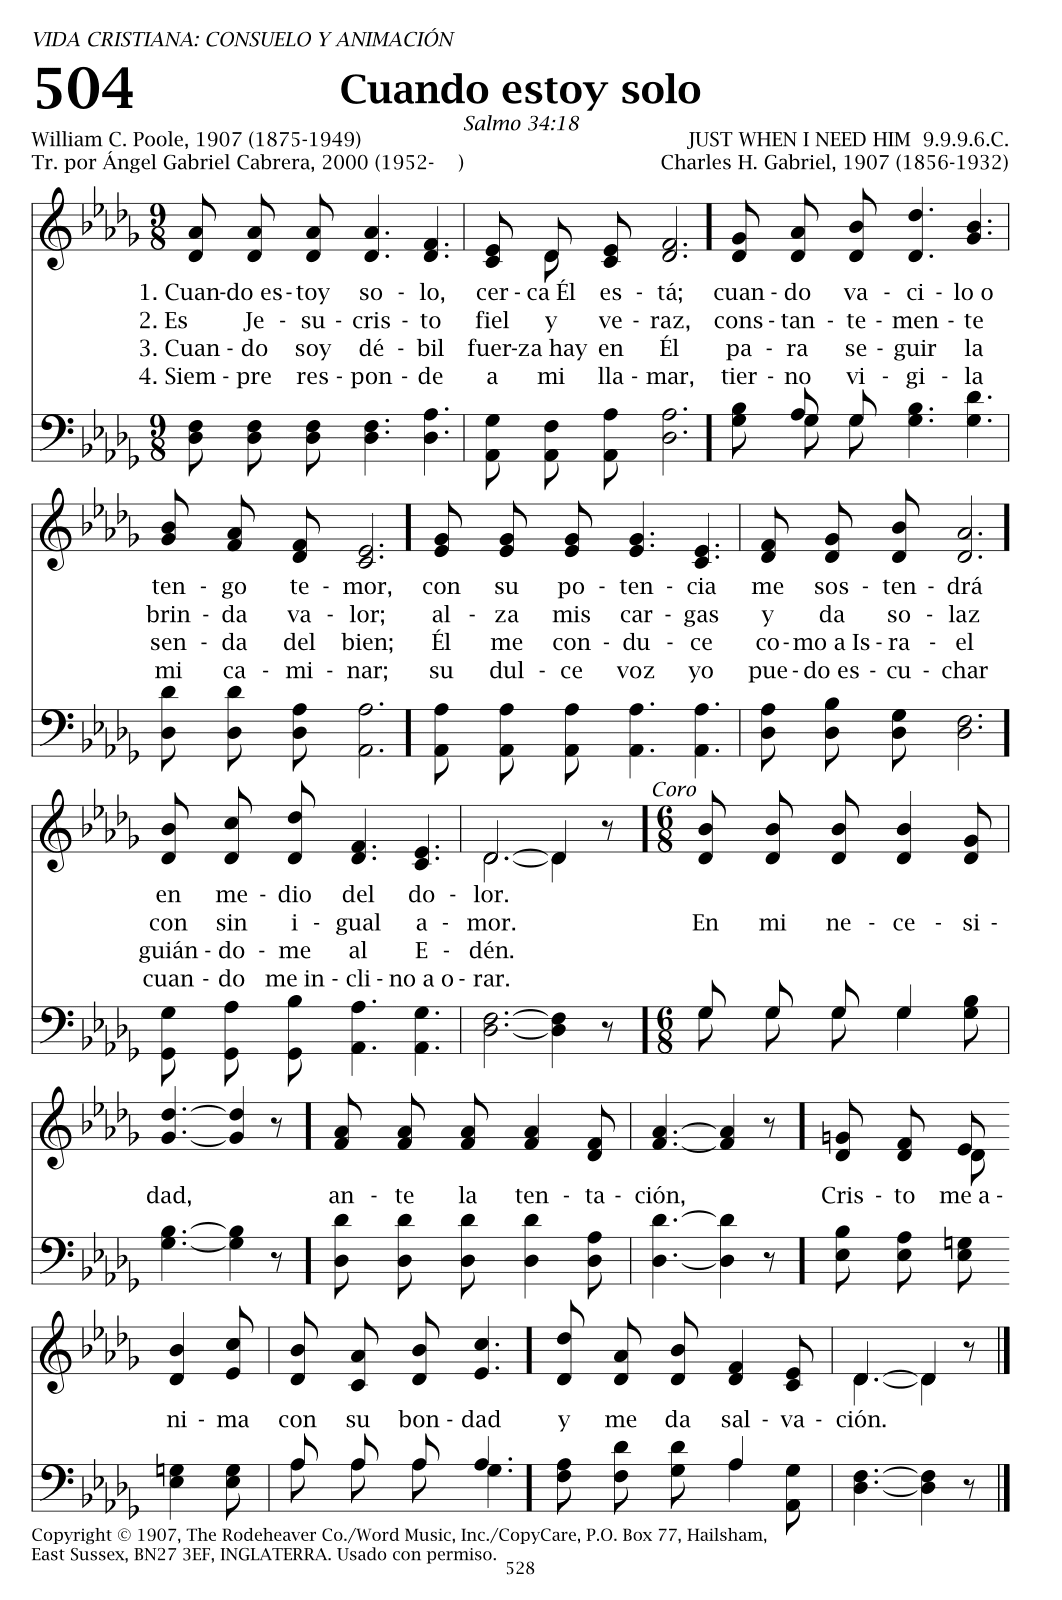 VIDA CRISTIANA: CONSUELO Y ANIMACIÓN
504 Cuando estoy solo
Salmo 34:18
William C. Poole, 1907 (1875-1949) JUST WHEN I NEED HIM 9.9.9.6.C.
Tr. por Ángel Gabriel Cabrera, 2000 (1952- ) Charles H. Gabriel, 1907 (1856-1932)
9 8
1. Cuan-do es-toy so - lo, cer - ca Él es - tá; cuan - do va - ci - lo o
2. Es Je - su - cris - to fiel y ve - raz, cons - tan - te - men - te
3. Cuan - do soy dé - bil fuer-za hay en Él pa - ra se - guir la
4. Siem - pre res - pon - de a mi lla - mar, tier - no vi - gi - la
9 8
ten - go te - mor, con su po - ten - cia me sos - ten - drá
brin - da va - lor; al - za mis car - gas y da so - laz
sen - da del bien; Él me con - du - ce co - mo a Is - ra - el
mi ca - mi - nar; su dul - ce voz yo pue - do es - cu - char
Coro
6 8
en me - dio del do - lor.
con sin i - gual a - mor. En mi ne - ce - si -
guián - do - me al E - dén.
cuan - do me in - cli - no a o - rar.
6 8
dad, an - te la ten - ta - ción, Cris - to me a -
ni - ma con su bon - dad y me da sal - va - ción.
Copyright © 1907, The Rodeheaver Co./Word Music, Inc./CopyCare, P.O. Box 77, Hailsham,
East Sussex, BN27 3EF, INGLATERRA. Usado con permiso.
528